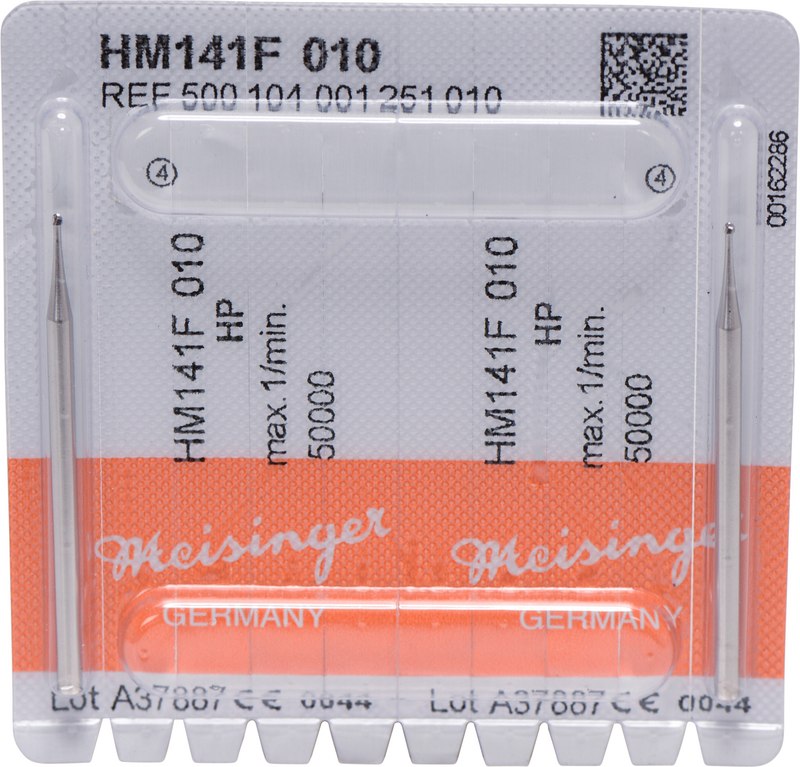 HM141F 010
REF 500 104 001 251 010
00162286
4
4
HM141F 010
HP
max. 1/min.
50000
HM141F 010
HP
max. 1/min.
50000
Meisinger
GERMANY
Meisinger
GERMANY
Lot A37887 CE 0044
Lot A37887 CE 0044